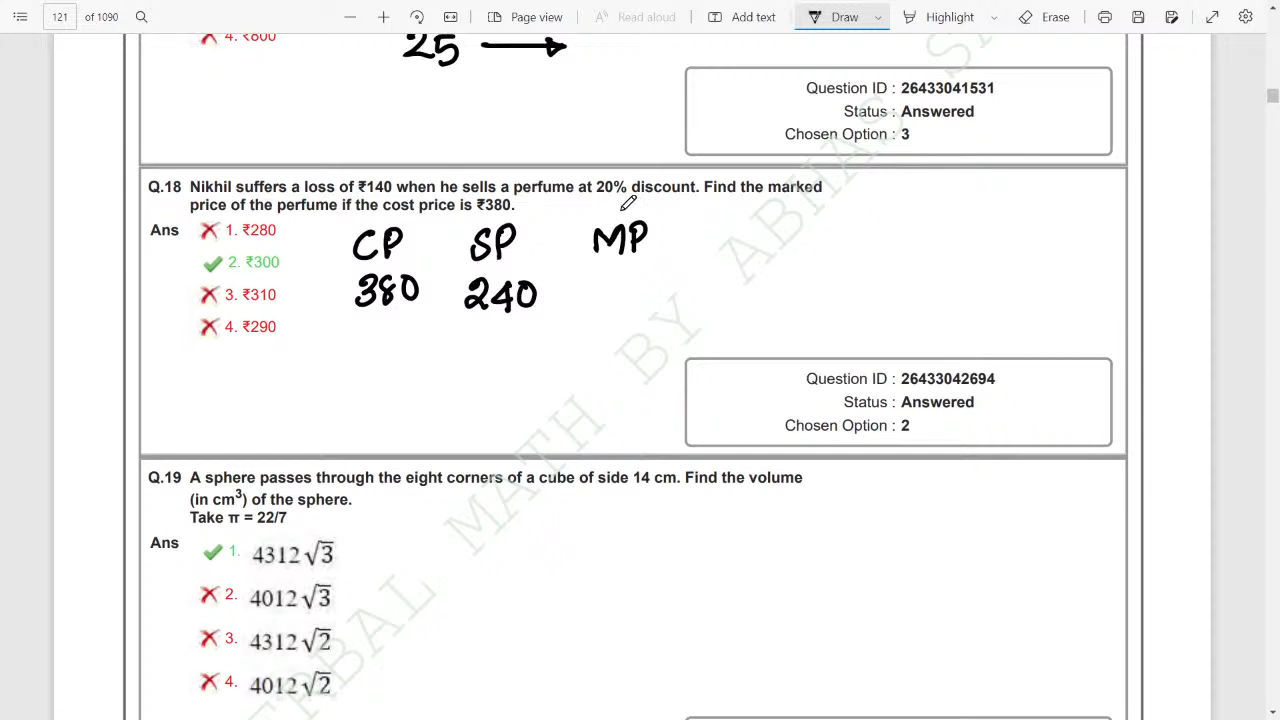 121 of 1090
Page view
Read aloud
Add text
Draw
Highlight
Erase
4. ₹800
25 →
Question ID : 26433041531
Status : Answered
Chosen Option : 3
Q.18 Nikhil suffers a loss of ₹140 when he sells a perfume at 20% discount. Find the marked
price of the perfume if the cost price is ₹380.
Ans 1. ₹280
2. ₹300
3. ₹310
4. ₹290
CP SP MP
380 240
Question ID : 26433042694
Status : Answered
Chosen Option : 2
Q.19 A sphere passes through the eight corners of a cube of side 14 cm. Find the volume
(in cm³) of the sphere.
Take π = 22/7
Ans 1. 4312√3
2. 4012√3
3. 4312√2
4. 4012√2
ERBAL MATH BY ABHAS S